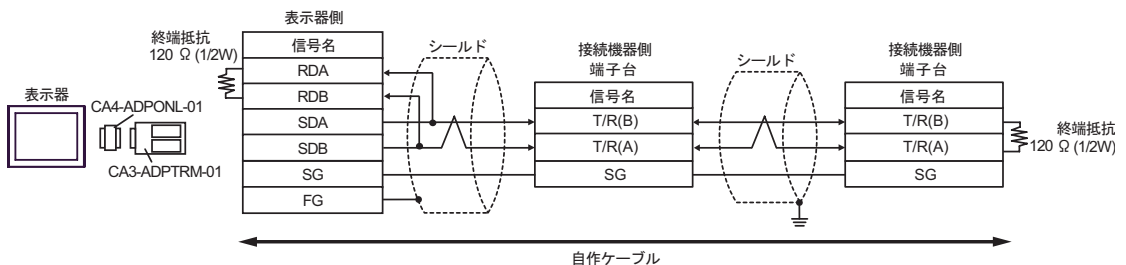 表示器側
終端抵抗
120 Ω (1/2W)
信号名
RDA
RDB
SDA
SDB
SG
FG
表示器
CA4-ADPONL-01
CA3-ADPTRM-01
シールド
接続機器側
端子台
信号名
T/R(B)
T/R(A)
SG
シールド
接続機器側
端子台
信号名
T/R(B)
T/R(A)
SG
終端抵抗
120 Ω (1/2W)
自作ケーブル